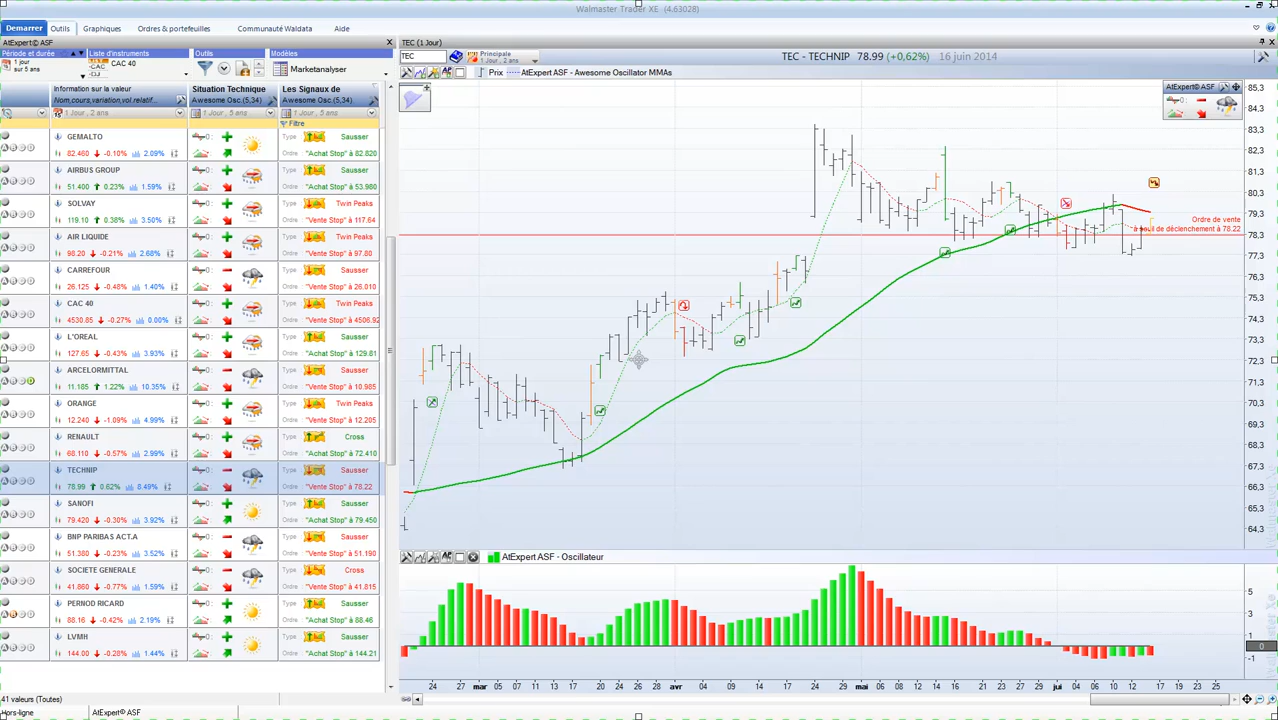 Walmaster Trader XE (4.63028)
Demarrer Outils Graphiques Ordres & portefeuilles Communauté Walmaster Aide
AtExpert© ASF
Période et durée Liste d'instruments Outils Modèles
1 jour
sur 5 ans
CAC 40
Marketanalyser
Information sur la valeur Situation Technique Les Signaux de
Nom,cours,variation,vol relatif... Awesome Osc.(5,34) Awesome Osc.(5,34)
1 Jour , 2 ans 1 Jour , 5 ans 1 Jour , 5 ans
Filtre
GEMALTO Type Sausser
82.460 -0.10% 2.09% Ordre "Achat Stop" à 82.820
AIRBUS GROUP Type Sausser
51.400 0.23% 1.59% Ordre "Achat Stop" à 53.980
SOLVAY Type Twin Peaks
119.10 0.38% 3.50% Ordre "Vente Stop" à 117.64
AIR LIQUIDE Type Twin Peaks
98.20 -0.21% 2.68% Ordre "Vente Stop" à 97.80
CARREFOUR Type Sausser
26.125 -0.48% 1.40% Ordre "Vente Stop" à 26.010
CAC 40 Type Twin Peaks
4530.85 -0.27% 0.00% Ordre "Vente Stop" à 4506.92
L'OREAL Type Sausser
127.65 -0.43% 3.93% Ordre "Achat Stop" à 129.81
ARCELORMITTAL Type Sausser
11.185 1.22% 10.35% Ordre "Vente Stop" à 10.985
ORANGE Type Twin Peaks
12.240 -1.09% 4.99% Ordre "Vente Stop" à 12.205
RENAULT Type Cross
68.110 -0.57% 2.99% Ordre "Achat Stop" à 72.410
TECHNIP Type Sausser
78.99 0.62% 8.49% Ordre "Vente Stop" à 78.22
SANOFI Type Sausser
79.420 -0.30% 3.92% Ordre "Achat Stop" à 79.450
BNP PARIBAS ACT.A Type Sausser
51.380 -0.23% 3.52% Ordre "Vente Stop" à 51.190
SOCIETE GENERALE Type Cross
41.860 -0.77% 1.59% Ordre "Vente Stop" à 41.815
PERNOD RICARD Type Sausser
88.16 -0.42% 2.19% Ordre "Achat Stop" à 88.46
LVMH Type Sausser
144.00 -0.28% 1.44% Ordre "Achat Stop" à 144.21
41 valeurs (Toutes)
Hors-ligne AtExpert© ASF
TEC (1 Jour)
TEC
Principale
1 Jour , 2 ans
TEC - TECHNIP 78.99 (+0,62%) 16 juin 2014
Prix AtExpert ASF - Awesome Oscillator MMAs
AtExpert© ASF
85,3
83,3
82,3
81,3
80,3
79,3
78,3
77,3
76,3
75,3
74,3
73,3
72,3
71,3
70,3
69,3
68,3
67,3
66,3
65,3
64,3
Ordre de vente
à seuil de déclenchement à 78.22
AtExpert ASF - Oscillateur
5
3
1
0
-1
24 27 mar 05 07 11 13 17 20 24 26 28 avr 04 09 14 17 24 29 mai 06 08 12 14 16 21 23 27 29 jui 04 06 10 12 16 17 19 23 25